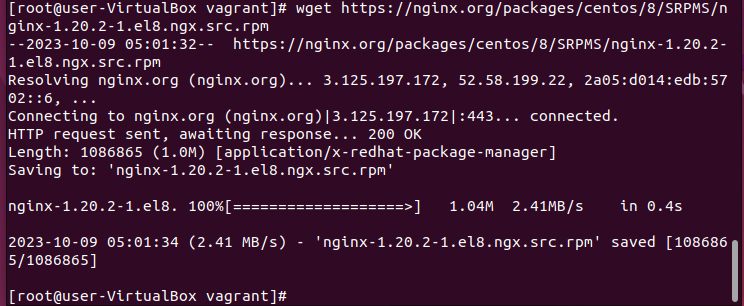 [root@user-VirtualBox vagrant]# wget https://nginx.org/packages/centos/8/SRPMS/n
ginx-1.20.2-1.el8.ngx.src.rpm
--2023-10-09 05:01:32--  https://nginx.org/packages/centos/8/SRPMS/nginx-1.20.2-
1.el8.ngx.src.rpm
Resolving nginx.org (nginx.org)... 3.125.197.172, 52.58.199.22, 2a05:d014:edb:57
02::6, ...
Connecting to nginx.org (nginx.org)|3.125.197.172|:443... connected.
HTTP request sent, awaiting response... 200 OK
Length: 1086865 (1.0M) [application/x-redhat-package-manager]
Saving to: 'nginx-1.20.2-1.el8.ngx.src.rpm'
nginx-1.20.2-1.el8. 100%[===================>]   1.04M  2.41MB/s    in 0.4s
2023-10-09 05:01:34 (2.41 MB/s) - 'nginx-1.20.2-1.el8.ngx.src.rpm' saved [108686
5/1086865]
[root@user-VirtualBox vagrant]#